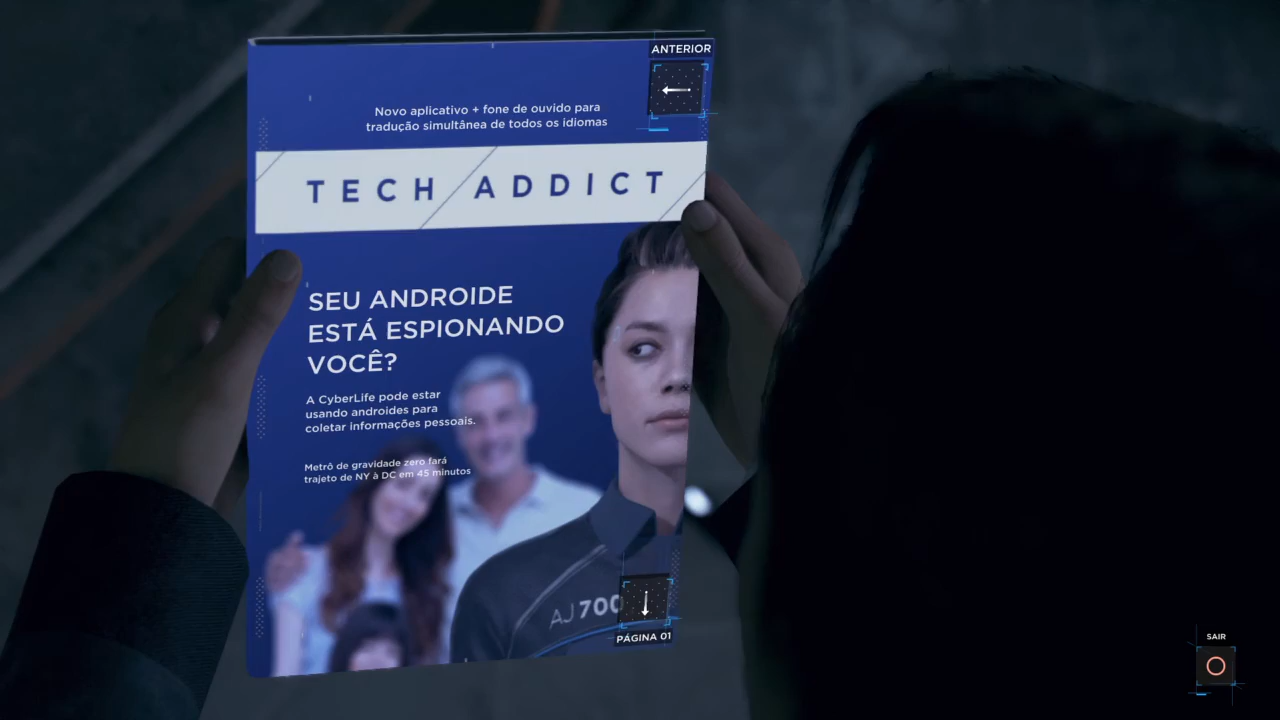 ANTERIOR
Novo aplicativo + fone de ouvido para
tradução simultânea de todos os idiomas
TECH ADDICT
SEU ANDROIDE
ESTÁ ESPIONANDO
VOCÊ?
A CyberLife pode estar
usando androides para
coletar informações pessoais.
Metrô de gravidade zero fará
trajeto de NY à DC em 45 minutos
AJ 700
PÁGINA 01
SAIR